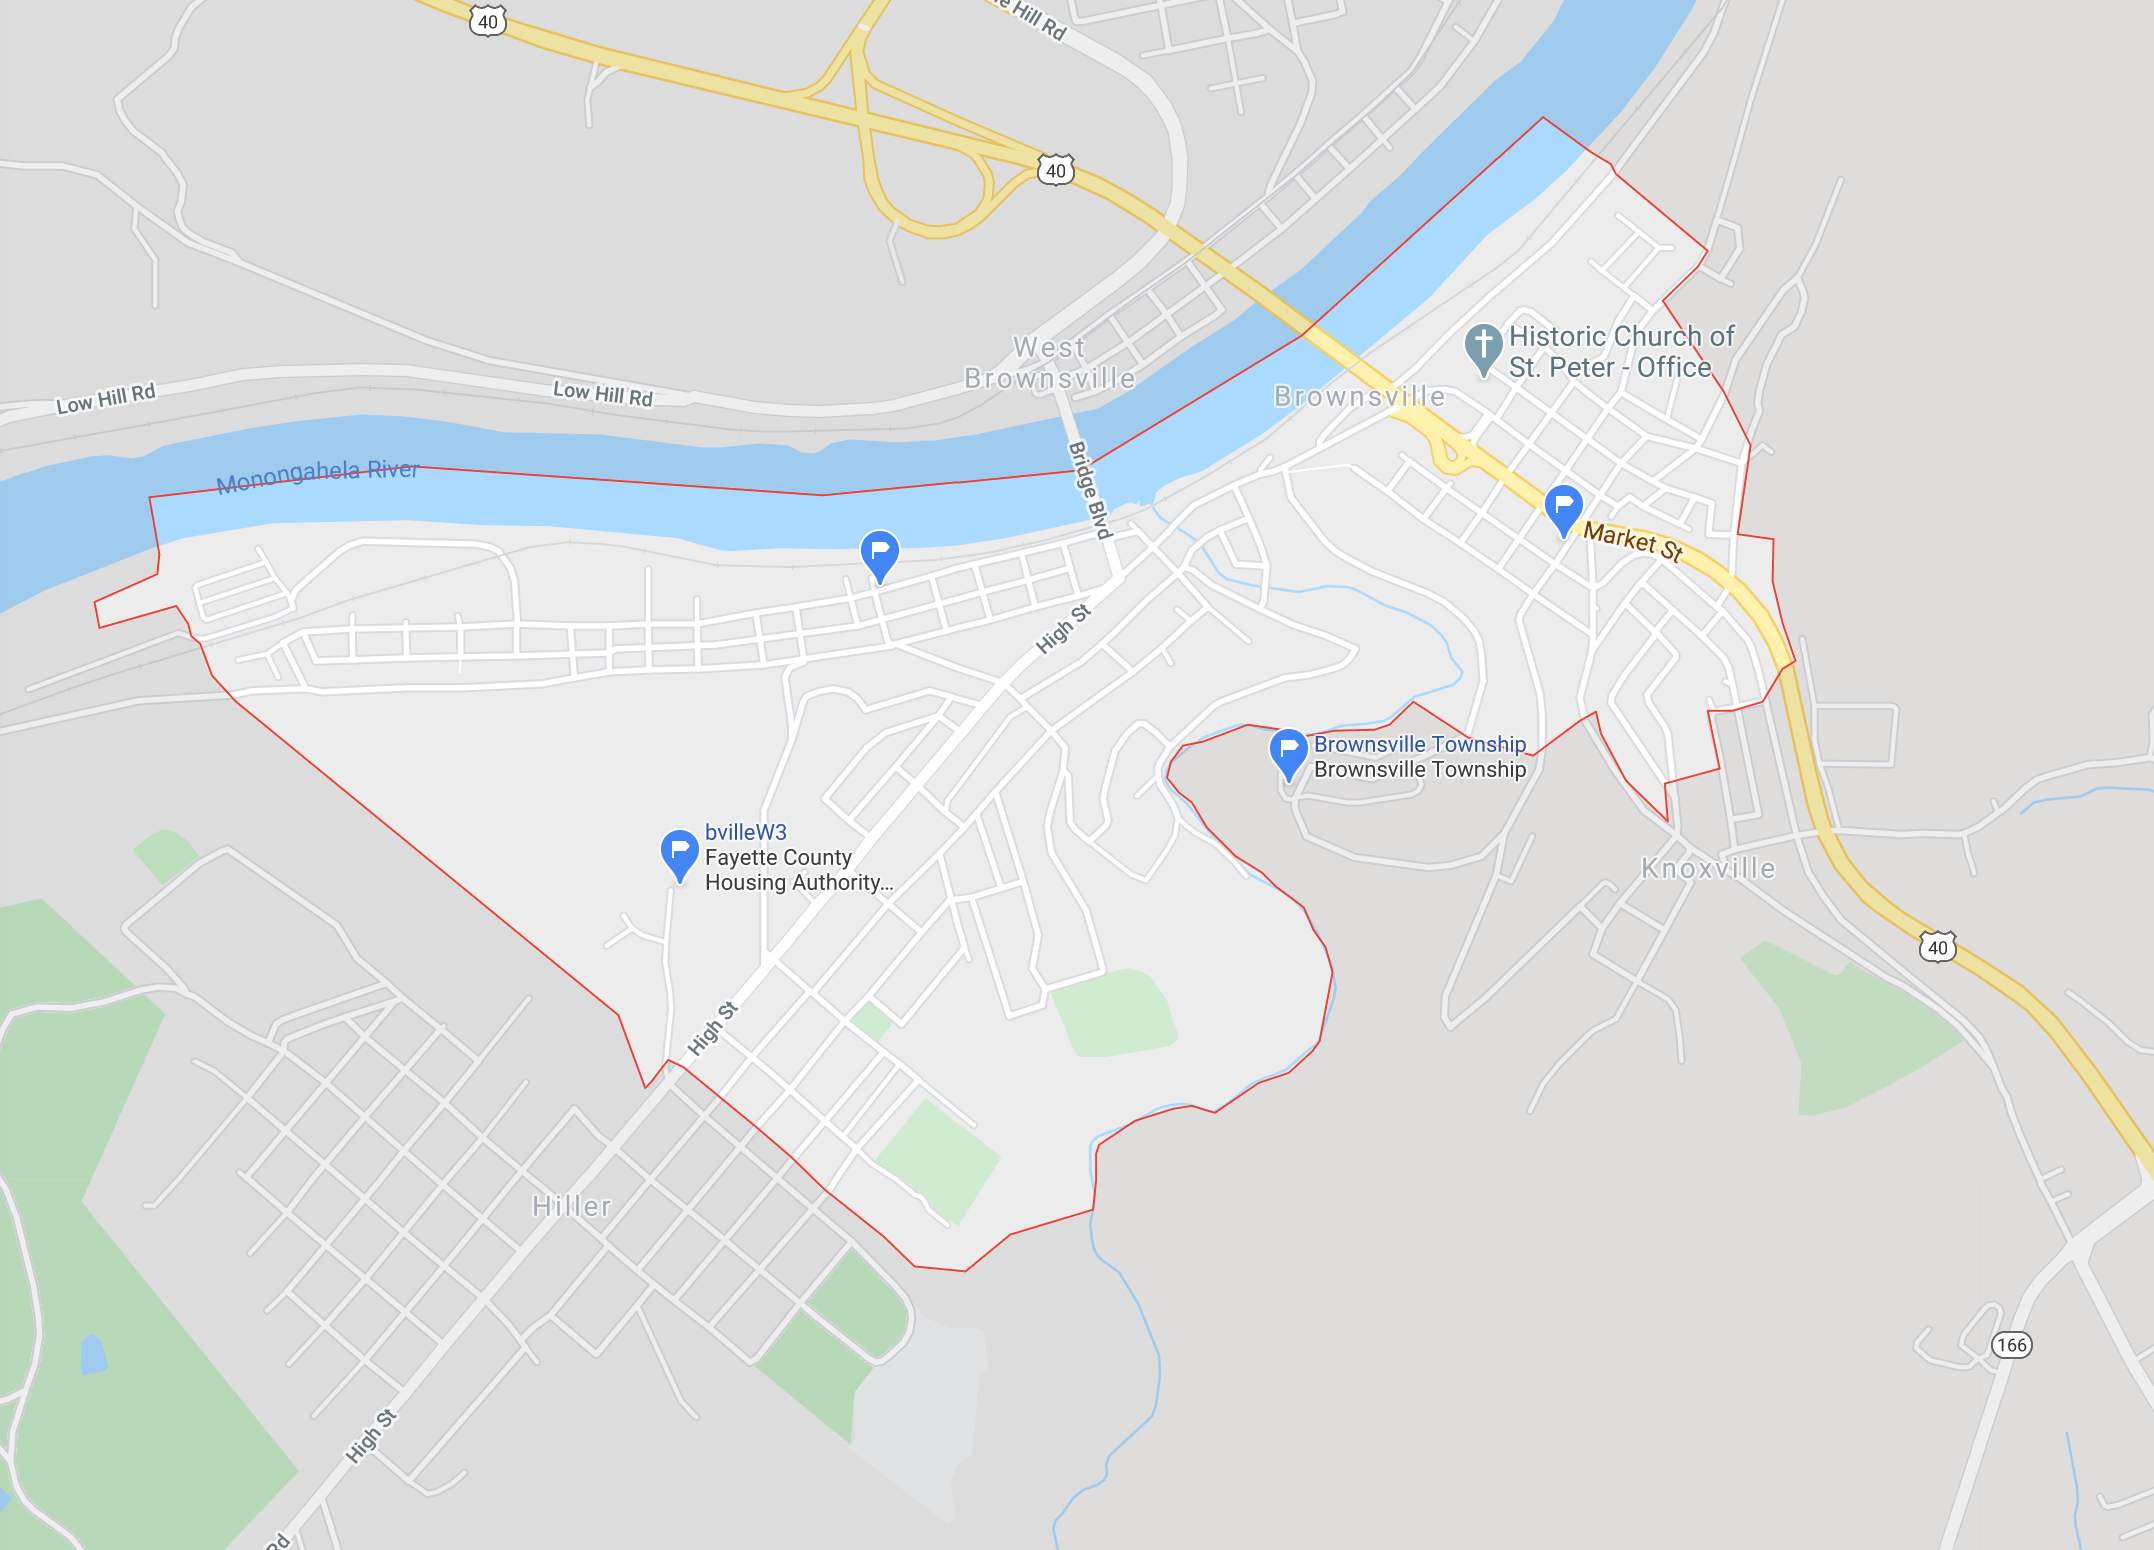 40
e Hill Rd
40
West
Brownsville
Historic Church of
St. Peter - Office
Low Hill Rd
Low Hill Rd
Brownsville
Monongahela River
Bridge Blvd
Market St
High St
Brownsville Township
Brownsville Township
bvilleW3
Fayette County
Housing Authority...
Knoxville
40
High St
Hiller
166
High St
Rd